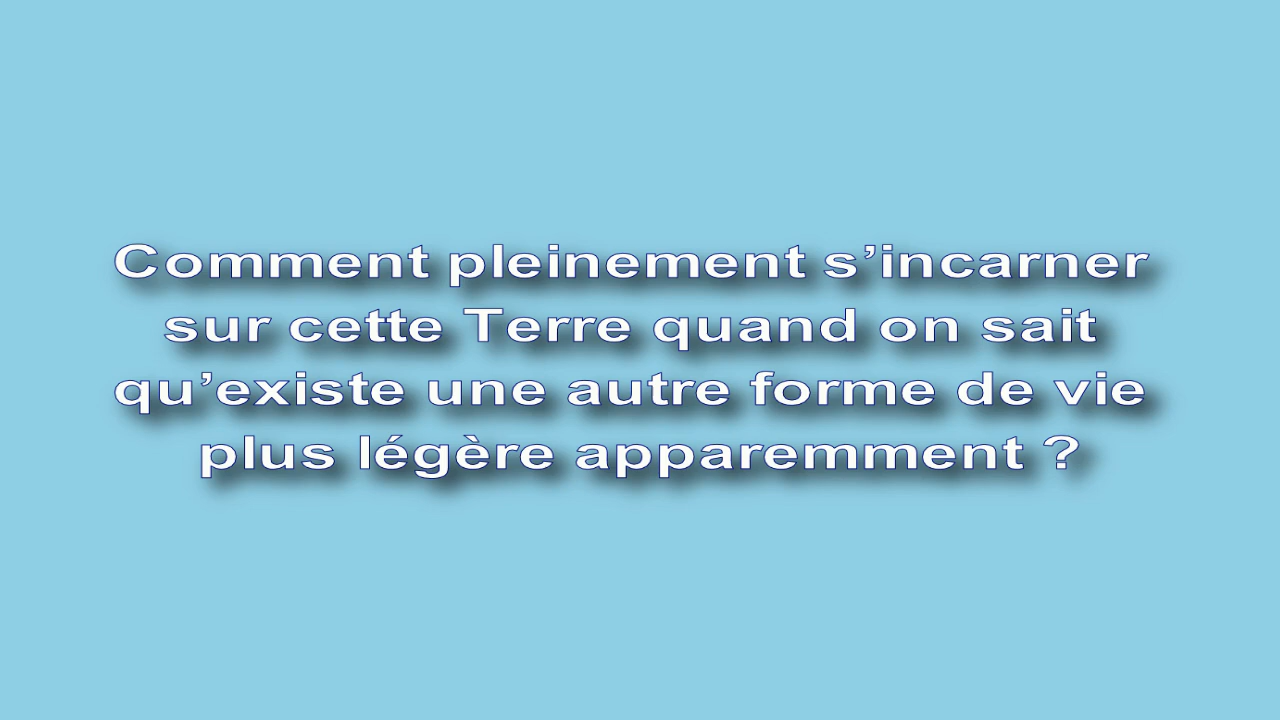 Comment pleinement s’incarner
sur cette Terre quand on sait
qu’existe une autre forme de vie
plus légère apparemment ?